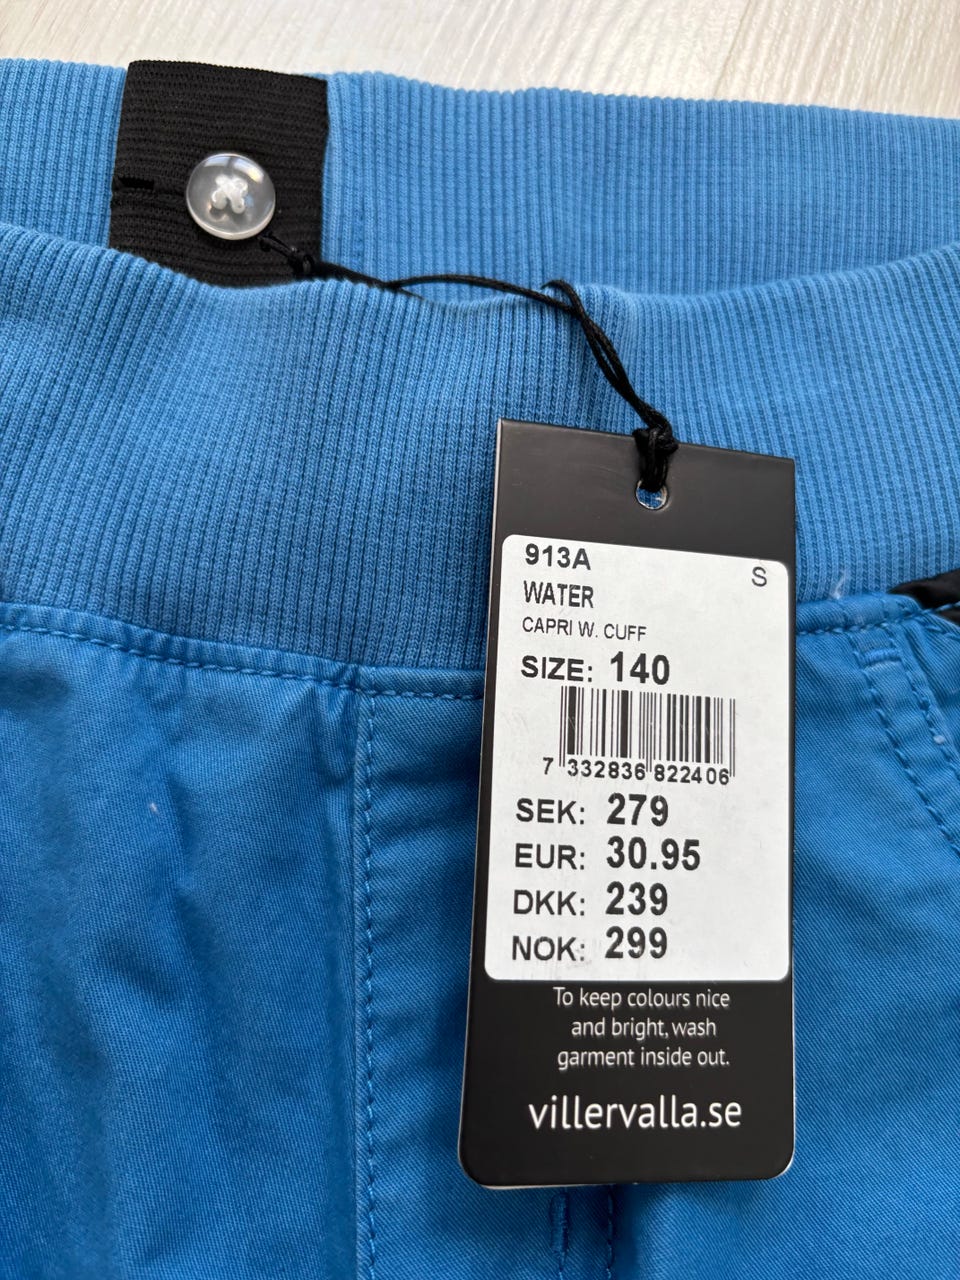 913A
S
WATER
CAPRI W. CUFF
SIZE: 140
7 332836 822406
SEK: 279
EUR: 30.95
DKK: 239
NOK: 299
To keep colours nice
and bright, wash
garment inside out.
villervalla.se